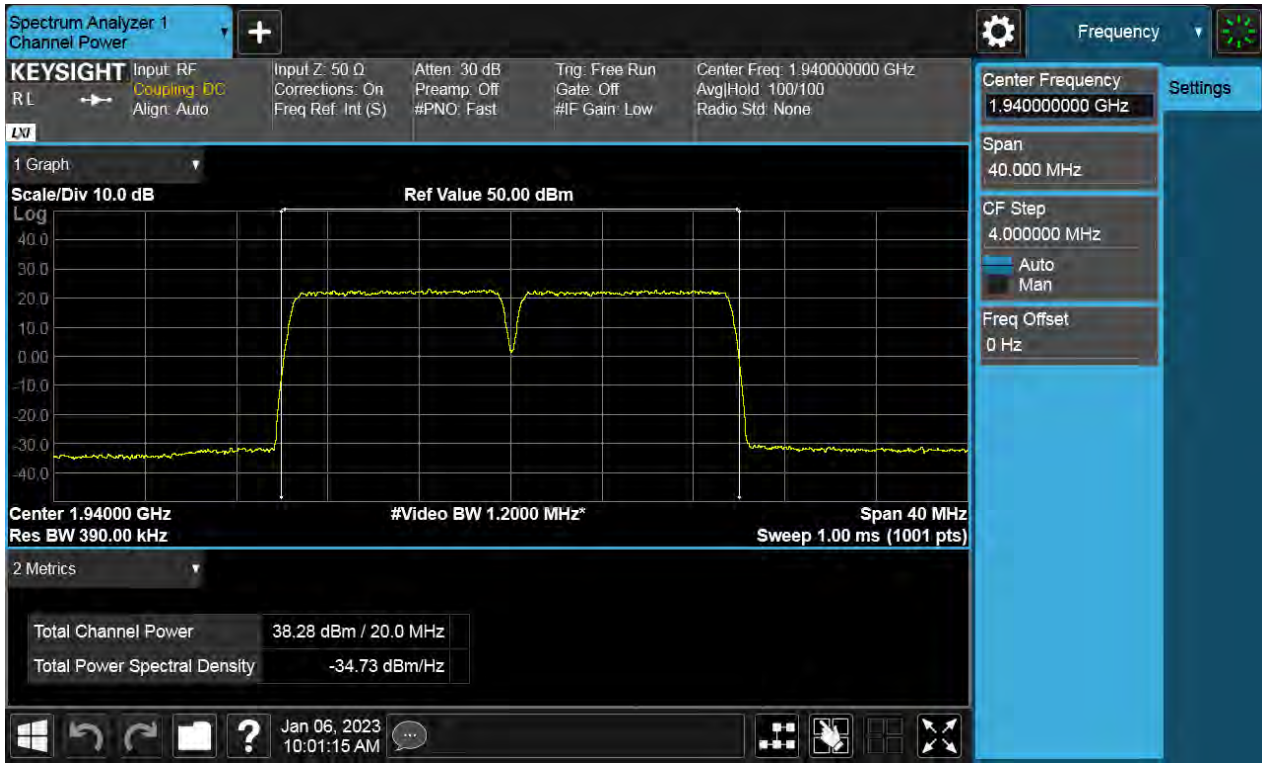 Spectrum Analyzer 1
Channel Power
Frequency
KEYSIGHT
R L
LXI
Input: RF
Coupling: DC
Align: Auto
Input Z: 50 Ω
Corrections: On
Freq Ref: Int (S)
Atten: 30 dB
Preamp: Off
#PNO: Fast
Trig: Free Run
Gate: Off
#IF Gain: Low
Center Freq: 1.940000000 GHz
Avg|Hold: 100/100
Radio Std: None
1 Graph
Scale/Div 10.0 dB
Ref Value 50.00 dBm
Log
40.0
30.0
20.0
10.0
0.00
-10.0
-20.0
-30.0
-40.0
Center 1.94000 GHz
#Video BW 1.2000 MHz*
Span 40 MHz
Res BW 390.00 kHz
Sweep 1.00 ms (1001 pts)
2 Metrics
Total Channel Power 38.28 dBm / 20.0 MHz
Total Power Spectral Density -34.73 dBm/Hz
?
Jan 06, 2023
10:01:15 AM
Center Frequency
1.940000000 GHz
Settings
Span
40.000 MHz
CF Step
4.000000 MHz
Auto
Man
Freq Offset
0 Hz